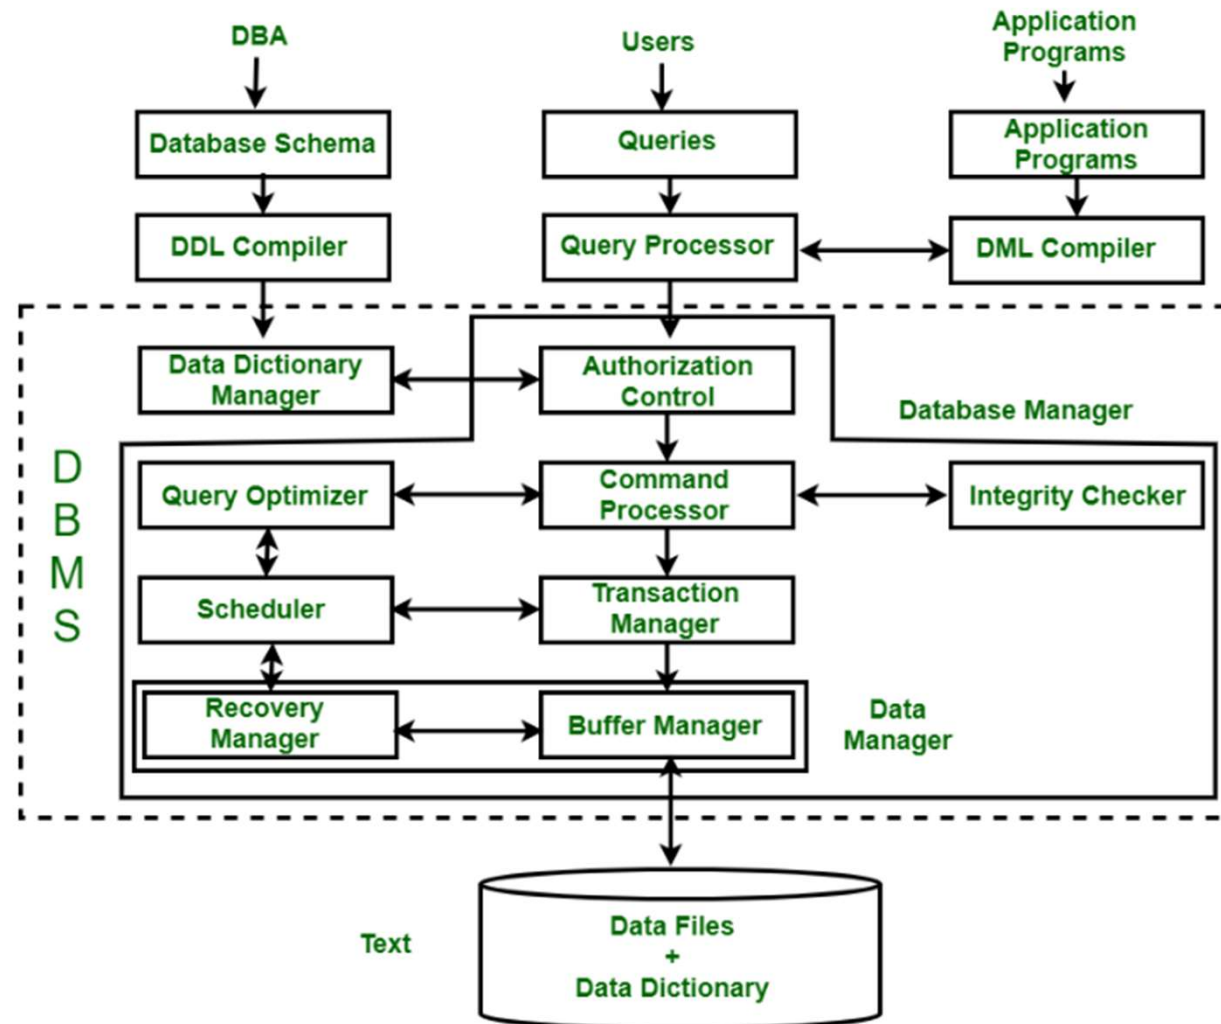 DBA
Users
Application
Programs
Database Schema
Queries
Application
Programs
DDL Compiler
Query Processor
DML Compiler
Data Dictionary
Manager
Authorization
Control
Database Manager
D
B
M
S
Query Optimizer
Command
Processor
Integrity Checker
Scheduler
Transaction
Manager
Recovery
Manager
Buffer Manager
Data
Manager
Text
Data Files
+
Data Dictionary